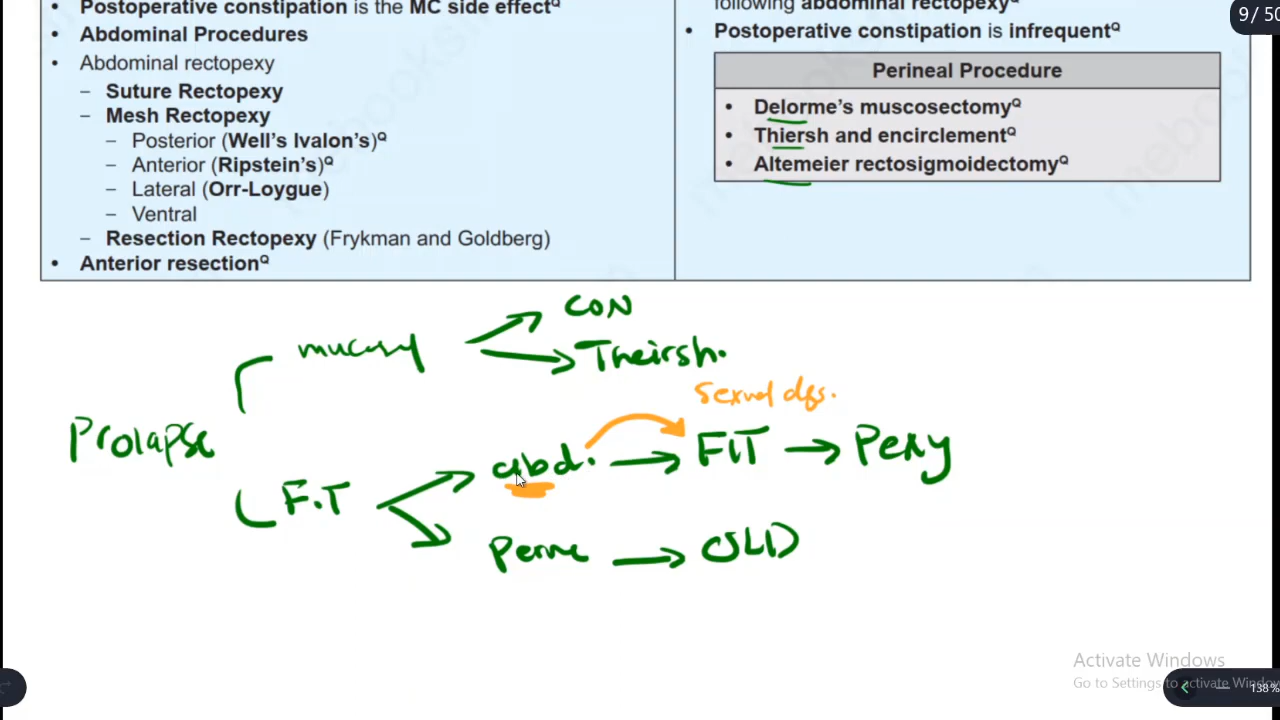 Postoperative constipation is the MC side effectQ
• Abdominal Procedures
• Abdominal rectopexy
– Suture Rectopexy
– Mesh Rectopexy
– Posterior (Well's Ivalon's)Q
– Anterior (Ripstein's)Q
– Lateral (Orr-Loygue)
– Ventral
– Resection Rectopexy (Frykman and Goldberg)
• Anterior resectionQ
following abdominal rectopexyQ
• Postoperative constipation is infrequentQ
Perineal Procedure
• Delorme's muscosectomyQ
• Thiersh and encirclementQ
• Altemeier rectosigmoidectomyQ
9 / 50
CON
Theirsh.
Prolapse
F.T
abd.
FIT
Pexy
OLD
Activate Windows
Go to Settings to activate Windows
138%